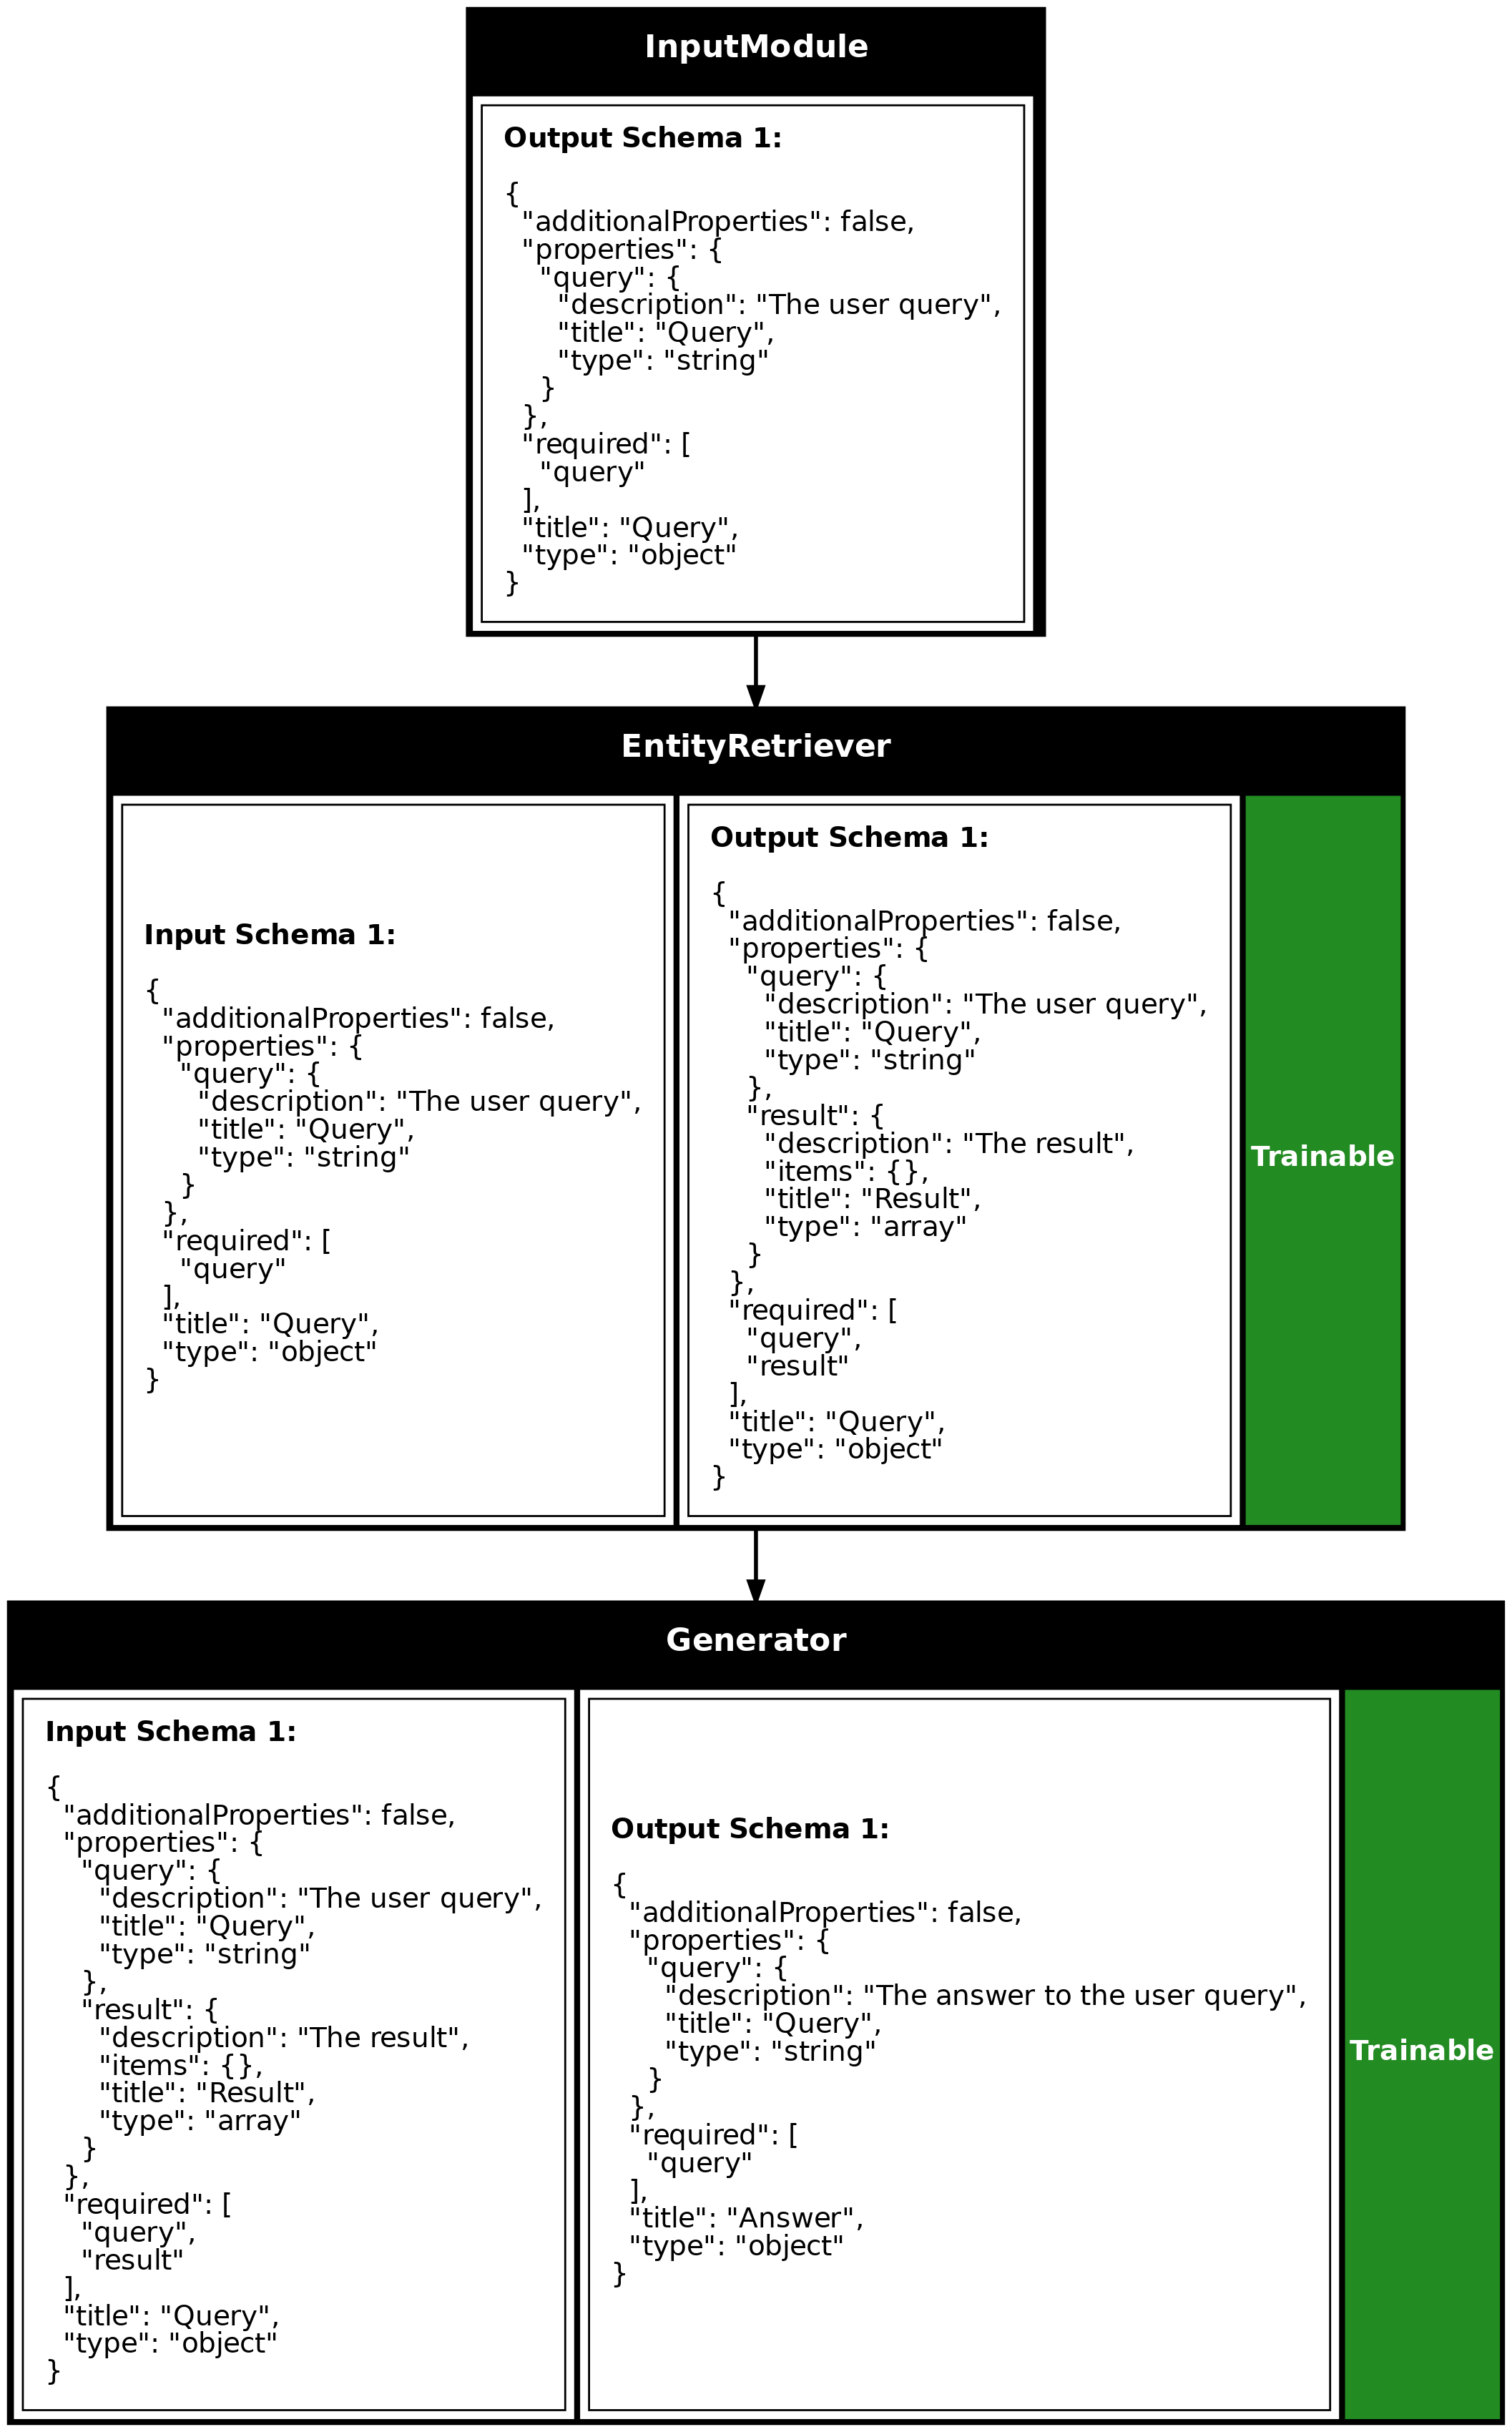 InputModule
Output Schema 1:
{
  "additionalProperties": false,
  "properties": {
    "query": {
      "description": "The user query",
      "title": "Query",
      "type": "string"
    }
  },
  "required": [
    "query"
  ],
  "title": "Query",
  "type": "object"
}
EntityRetriever
Input Schema 1:
{
  "additionalProperties": false,
  "properties": {
    "query": {
      "description": "The user query",
      "title": "Query",
      "type": "string"
    }
  },
  "required": [
    "query"
  ],
  "title": "Query",
  "type": "object"
}
Output Schema 1:
{
  "additionalProperties": false,
  "properties": {
    "query": {
      "description": "The user query",
      "title": "Query",
      "type": "string"
    },
    "result": {
      "description": "The result",
      "items": {},
      "title": "Result",
      "type": "array"
    }
  },
  "required": [
    "query",
    "result"
  ],
  "title": "Query",
  "type": "object"
}
Trainable
Generator
Input Schema 1:
{
  "additionalProperties": false,
  "properties": {
    "query": {
      "description": "The user query",
      "title": "Query",
      "type": "string"
    },
    "result": {
      "description": "The result",
      "items": {},
      "title": "Result",
      "type": "array"
    }
  },
  "required": [
    "query",
    "result"
  ],
  "title": "Query",
  "type": "object"
}
Output Schema 1:
{
  "additionalProperties": false,
  "properties": {
    "query": {
      "description": "The answer to the user query",
      "title": "Query",
      "type": "string"
    }
  },
  "required": [
    "query"
  ],
  "title": "Answer",
  "type": "object"
}
Trainable